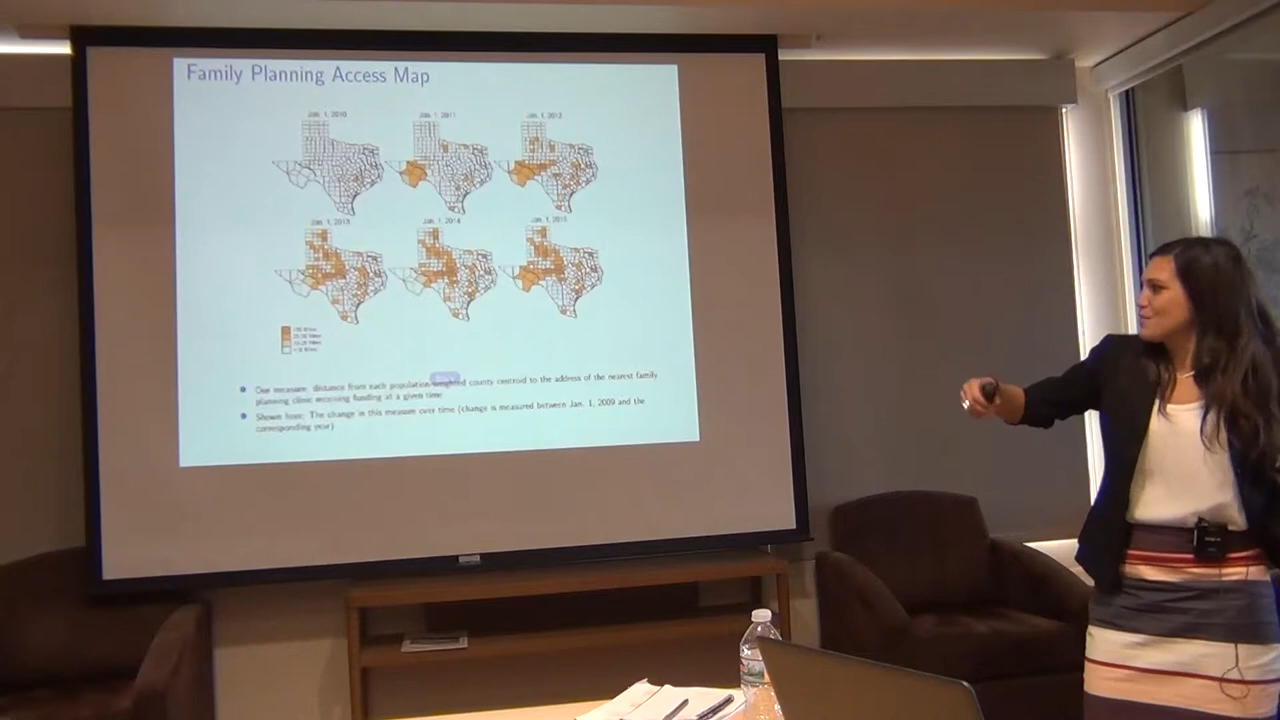 Family Planning Access Map
Jan. 1, 2010
Jan. 1, 2011
Jan. 1, 2012
Jan. 1, 2013
Jan. 1, 2014
Jan. 1, 2015
Our measure: distance from each population-weighted county centroid to the address of the nearest family
planning clinic receiving funding at a given time
Shown here: The change in this measure over time (change is measured between Jan. 1, 2009 and the
corresponding year)